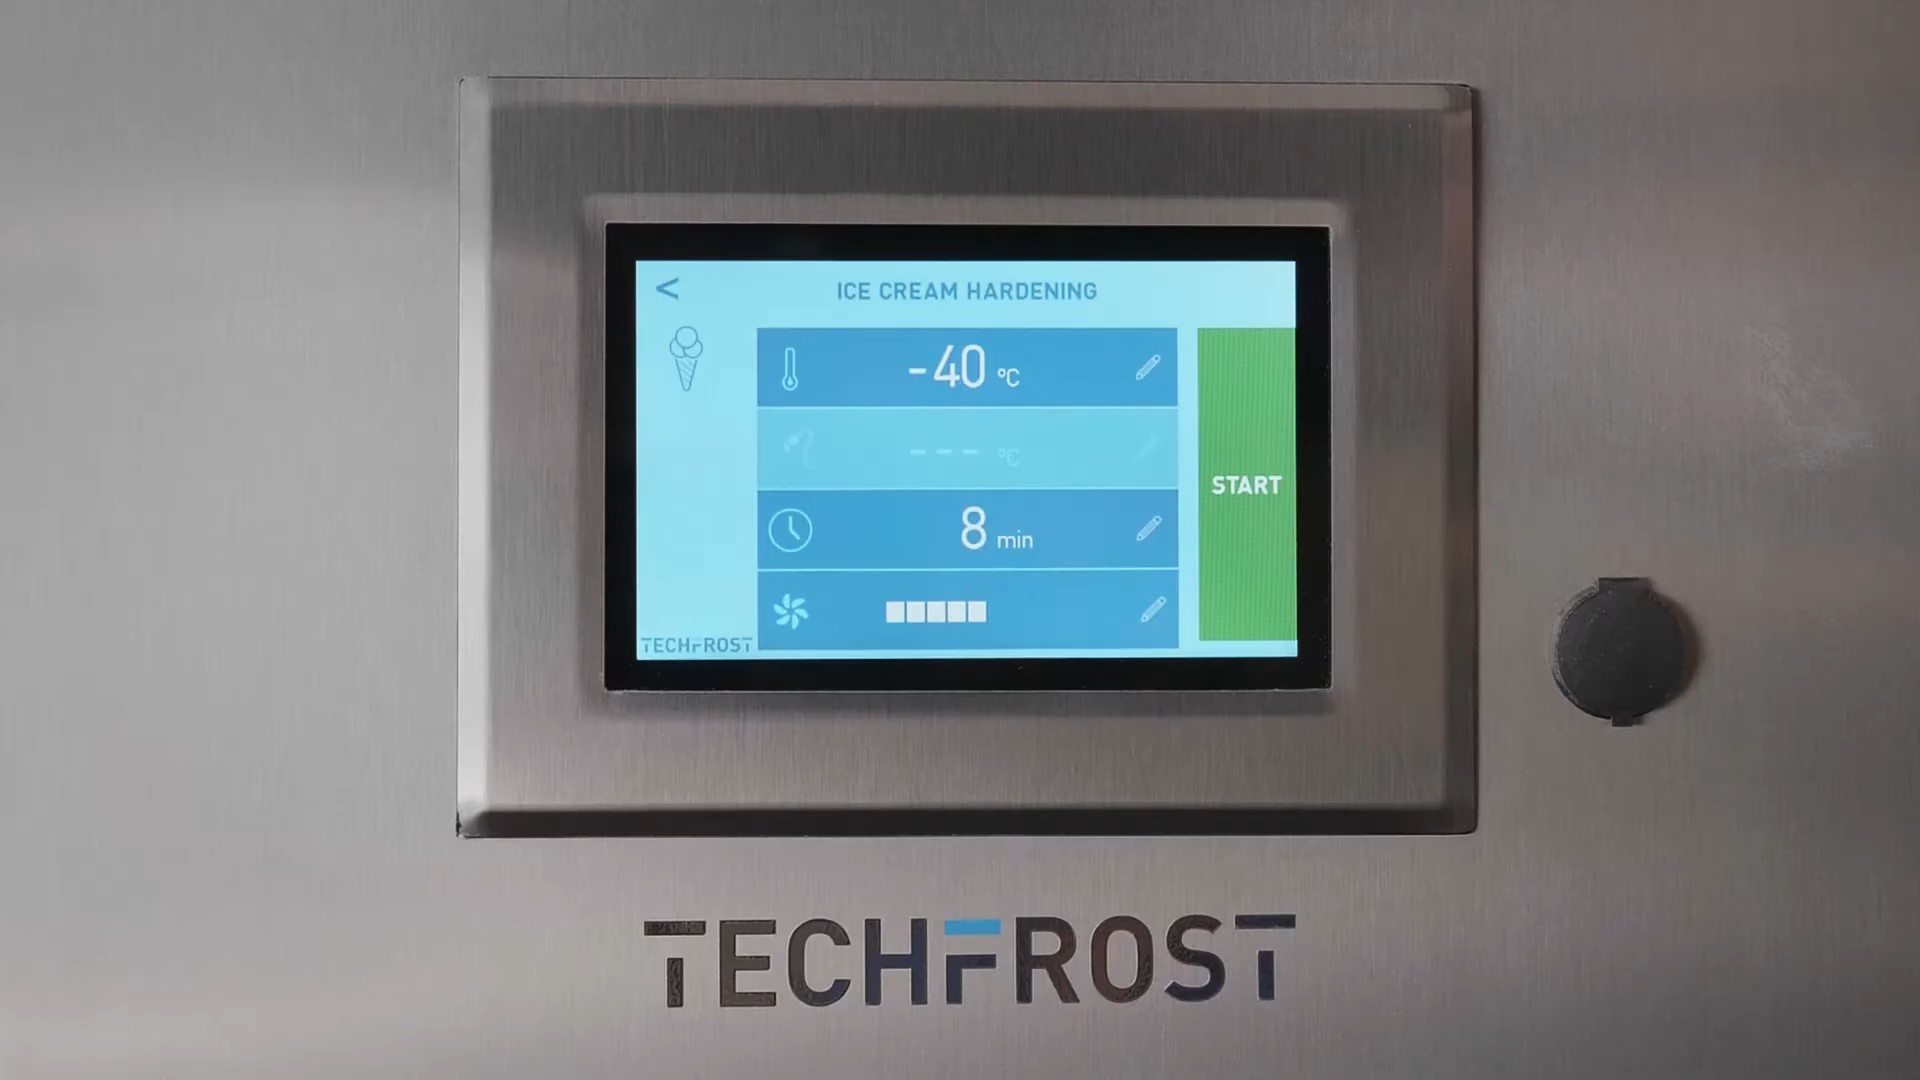 <
ICE CREAM HARDENING
-40 °C
--- °C
8 min
START
TECHFROST
TECHFROST